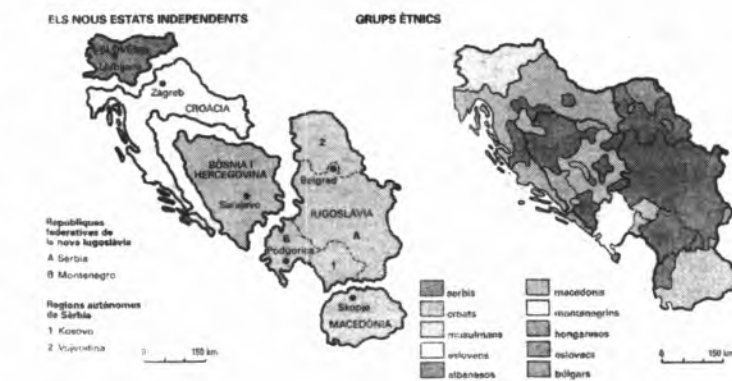 ELS NOUS ESTATS INDEPENDENTS
GRUPS ÈTNICS
ESLOVÈNIA
Ljubljana
Zagreb
CROÀCIA
BÒSNIA I
HERCEGOVINA
Sarajevo
2
Belgrad
IUGOSLÀVIA
A
B
Podgorica
1
Skopje
MACEDÒNIA
Repúbliques
federatives de
la nova Iugoslàvia
A Sèrbia
B Montenegro
Regions autònomes
de Sèrbia
1 Kosovo
2 Vojvodina
0 150 km
serbis
croats
musulmans
eslovens
albanesos
macedonis
montenegrins
hongaresos
eslovacs
búlgars
0 150 km